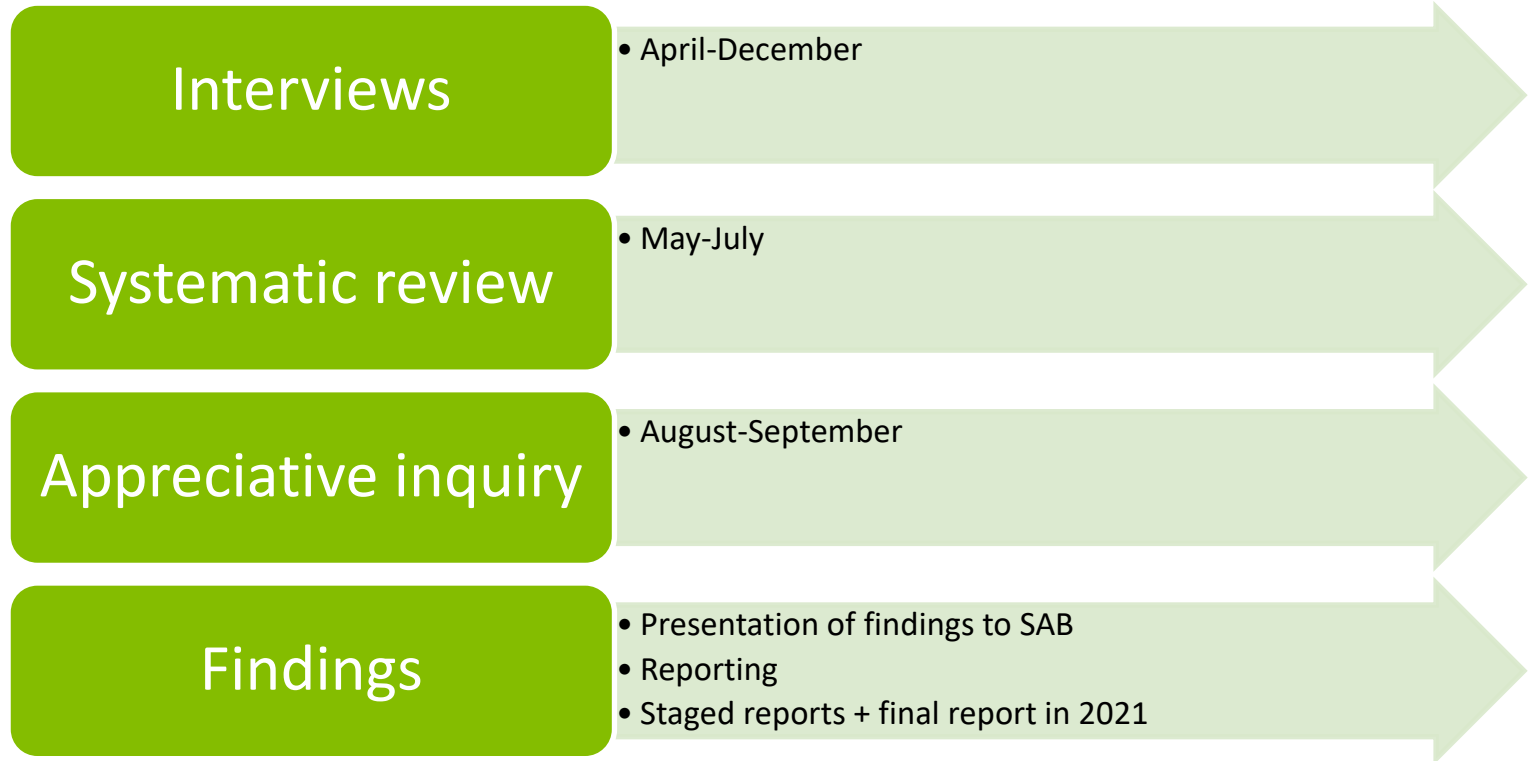 Interviews
• April-December
Systematic review
• May-July
Appreciative inquiry
• August-September
Findings
• Presentation of findings to SAB
• Reporting
• Staged reports + final report in 2021